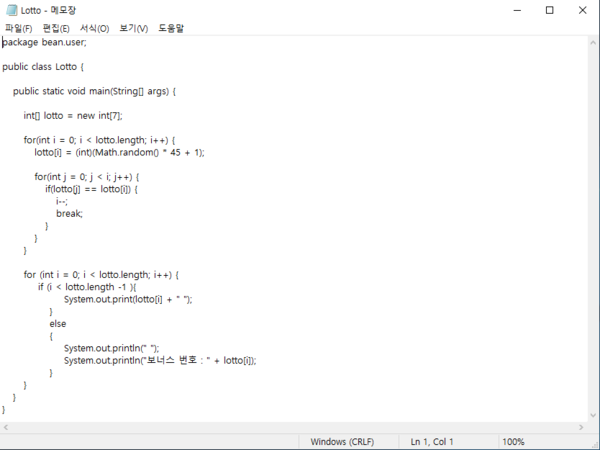 Lotto - 메모장
파일(F) 편집(E) 서식(O) 보기(V) 도움말
package bean.user;
public class Lotto {
public static void main(String[] args) {
int[] lotto = new int[7];
for(int i = 0; i < lotto.length; i++) {
lotto[i] = (int)(Math.random() * 45 + 1);
for(int j = 0; j < i; j++) {
if(lotto[j] == lotto[i]) {
i--;
break;
}
}
}
for (int i = 0; i < lotto.length; i++) {
if (i < lotto.length -1 ){
System.out.print(lotto[i] + " ");
}
else
{
System.out.println(" ");
System.out.println("보너스 번호 : " + lotto[i]);
}
}
}
}
Windows (CRLF) Ln 1, Col 1 100%